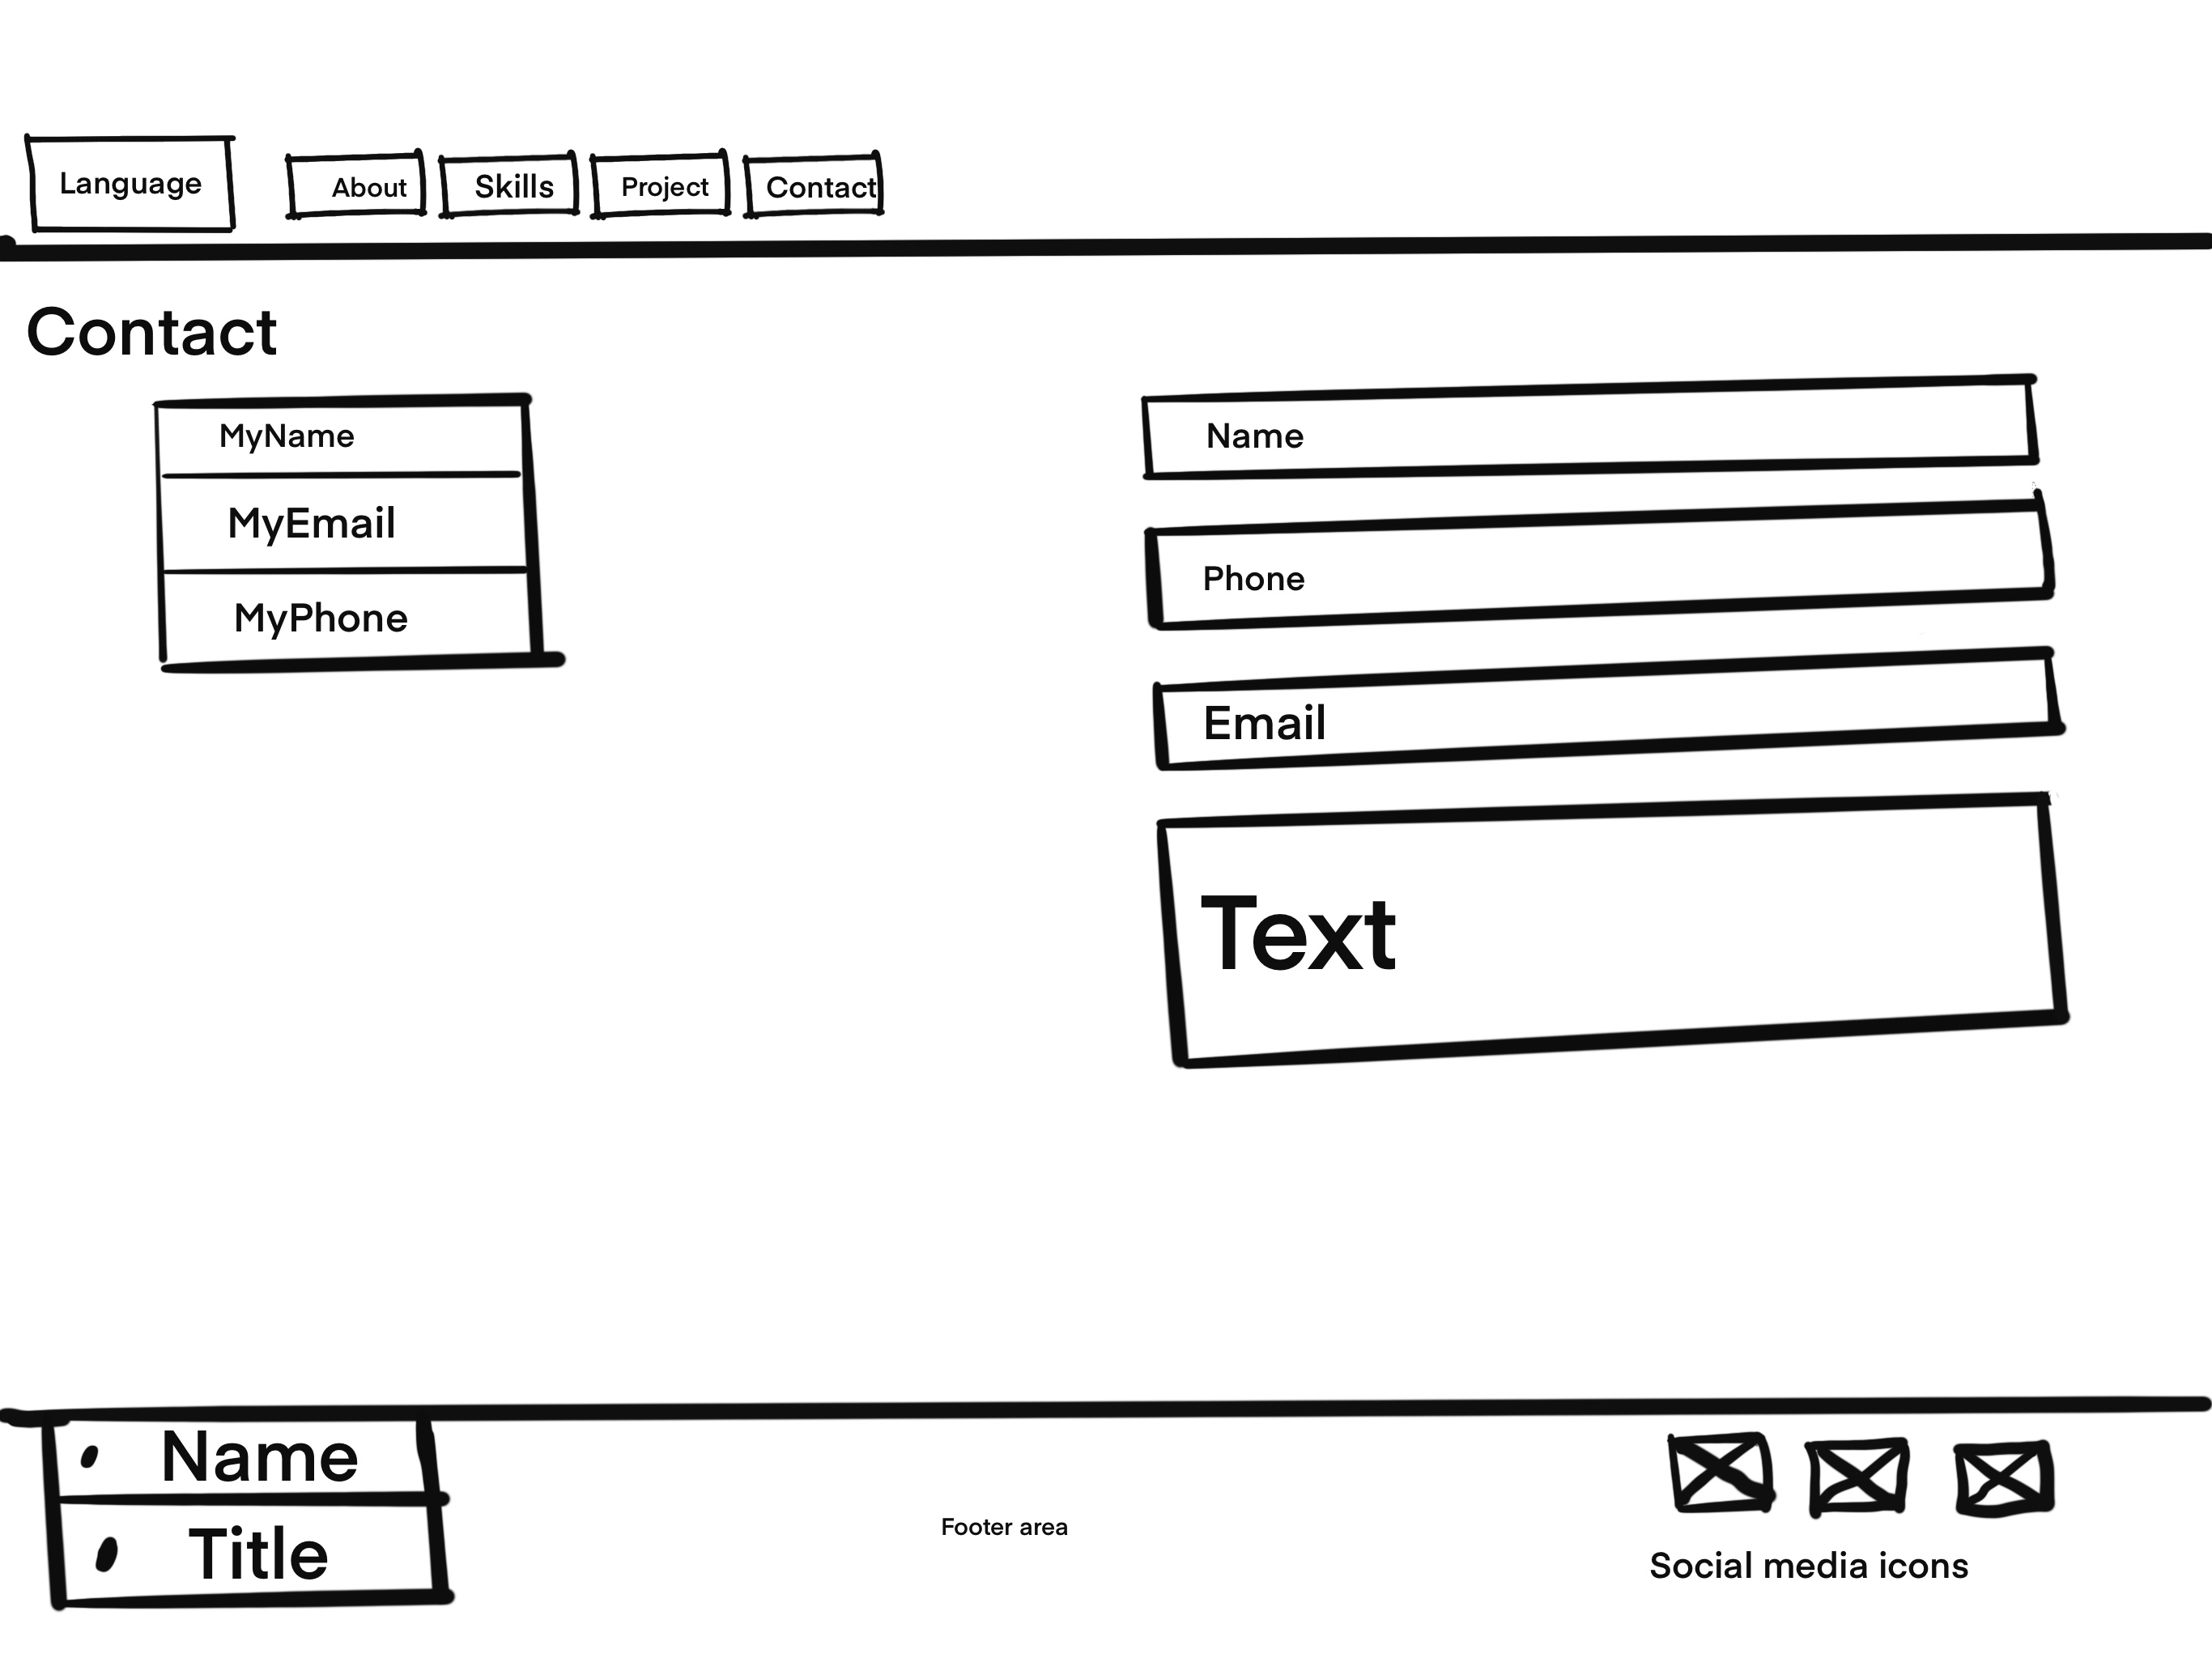 Language
About
Skills
Project
Contact
Contact
MyName
MyEmail
MyPhone
Name
Phone
Email
Text
Name
Title
Footer area
Social media icons